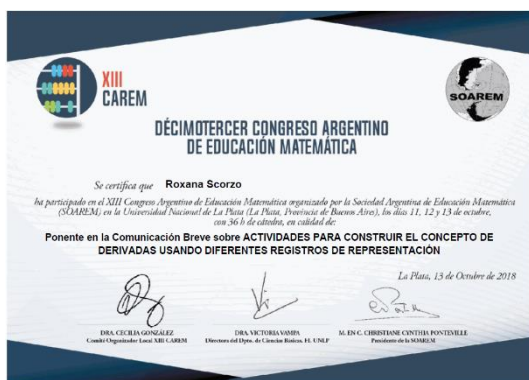 XIII
CAREM
SOAREM
DÉCIMOTERCER CONGRESO ARGENTINO
DE EDUCACIÓN MATEMÁTICA
Se certifica que Roxana Scorzo
ha participado en el XIII Congreso Argentino de Educación Matemática organizado por la Sociedad Argentina de Educación Matemática
(SOAREM) en la Universidad Nacional de La Plata (La Plata, Provincia de Buenos Aires), los días 11, 12 y 13 de octubre,
con 36 h de cátedra, en calidad de:
Ponente en la Comunicación Breve sobre ACTIVIDADES PARA CONSTRUIR EL CONCEPTO DE
DERIVADAS USANDO DIFERENTES REGISTROS DE REPRESENTACIÓN
La Plata, 13 de Octubre de 2018
DRA. CECILIA GONZÁLEZ
Comité Organizador Local XIII CAREM
DRA. VICTORIA VAMPA
Directora del Dpto. de Ciencias Básicas. FI. UNLP
M. EN C. CHRISTIANE CYNTHIA PONTEVILLE
Presidente de la SOAREM